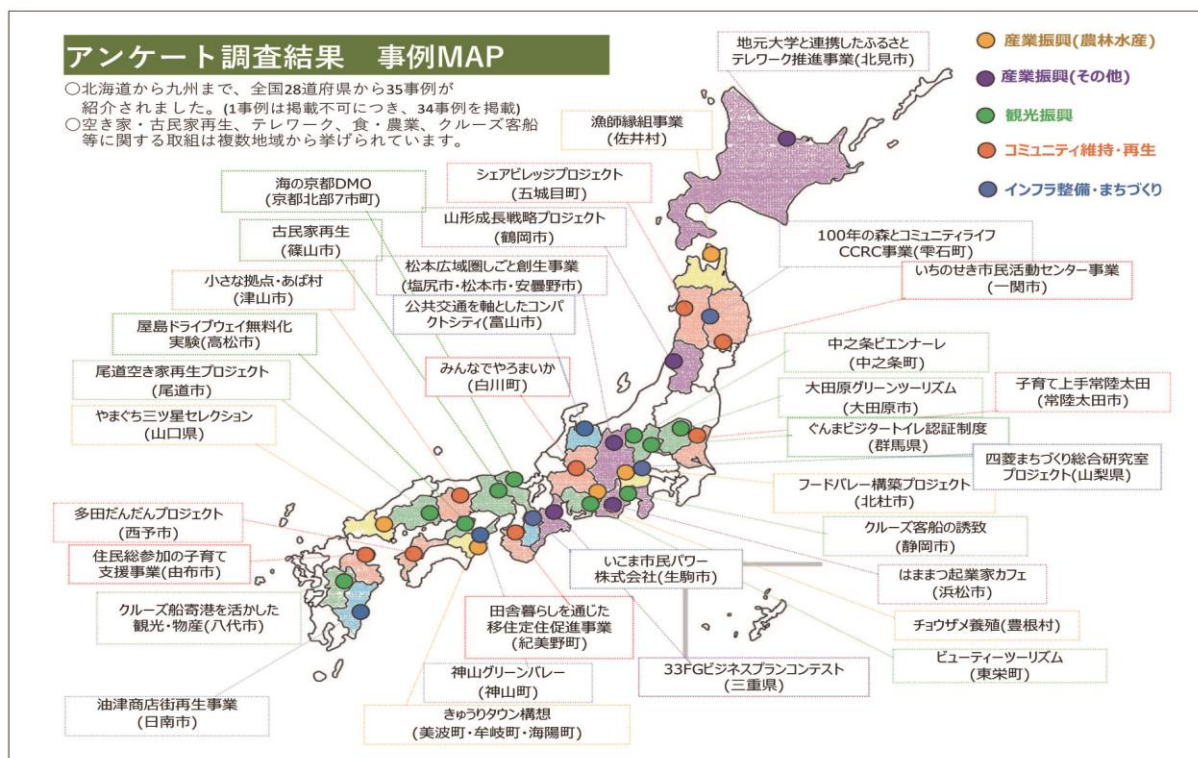 アンケート調査結果　事例MAP
○北海道から九州まで、全国28道府県から35事例が
紹介されました。(1事例は掲載不可につき、34事例を掲載)
○空き家・古民家再生、テレワーク、食・農業、クルーズ客船
等に関する取組は複数地域から挙げられています。
産業振興(農林水産)
産業振興(その他)
観光振興
コミュニティ維持・再生
インフラ整備・まちづくり
地元大学と連携したふるさと
テレワーク推進事業(北見市)
漁師縁組事業
(佐井村)
シェアビレッジプロジェクト
(五城目町)
海の京都DMO
(京都北部7市町)
山形成長戦略プロジェクト
(鶴岡市)
古民家再生
(篠山市)
100年の森とコミュニティライフ
CCRC事業(雫石町)
松本広域圏しごと創生事業
(塩尻市・松本市・安曇野市)
いちのせき市民活動センター事業
(一関市)
小さな拠点・あば村
(津山市)
公共交通を軸としたコンパ
クトシティ(富山市)
屋島ドライブウェイ無料化
実験(高松市)
中之条ビエンナーレ
(中之条町)
みんなでやろまいか
(白川町)
尾道空き家再生プロジェクト
(尾道市)
大田原グリーンツーリズム
(大田原市)
子育て上手常陸太田
(常陸太田市)
やまぐち三ツ星セレクション
(山口県)
ぐんまビジタートイレ認証制度
(群馬県)
四菱まちづくり総合研究室
プロジェクト(山梨県)
フードバレー構築プロジェクト
(北杜市)
多田だんだんプロジェクト
(西予市)
クルーズ客船の誘致
(静岡市)
住民総参加の子育て
支援事業(由布市)
いこま市民パワー
株式会社(生駒市)
はままつ起業家カフェ
(浜松市)
クルーズ船寄港を活かした
観光・物産(八代市)
田舎暮らしを通じた
移住定住促進事業
(紀美野町)
チョウザメ養殖(豊根村)
33FGビジネスプランコンテスト
(三重県)
ビューティーツーリズム
(東栄町)
神山グリーンバレー
(神山町)
油津商店街再生事業
(日南市)
きゅうりタウン構想
(美波町・牟岐町・海陽町)